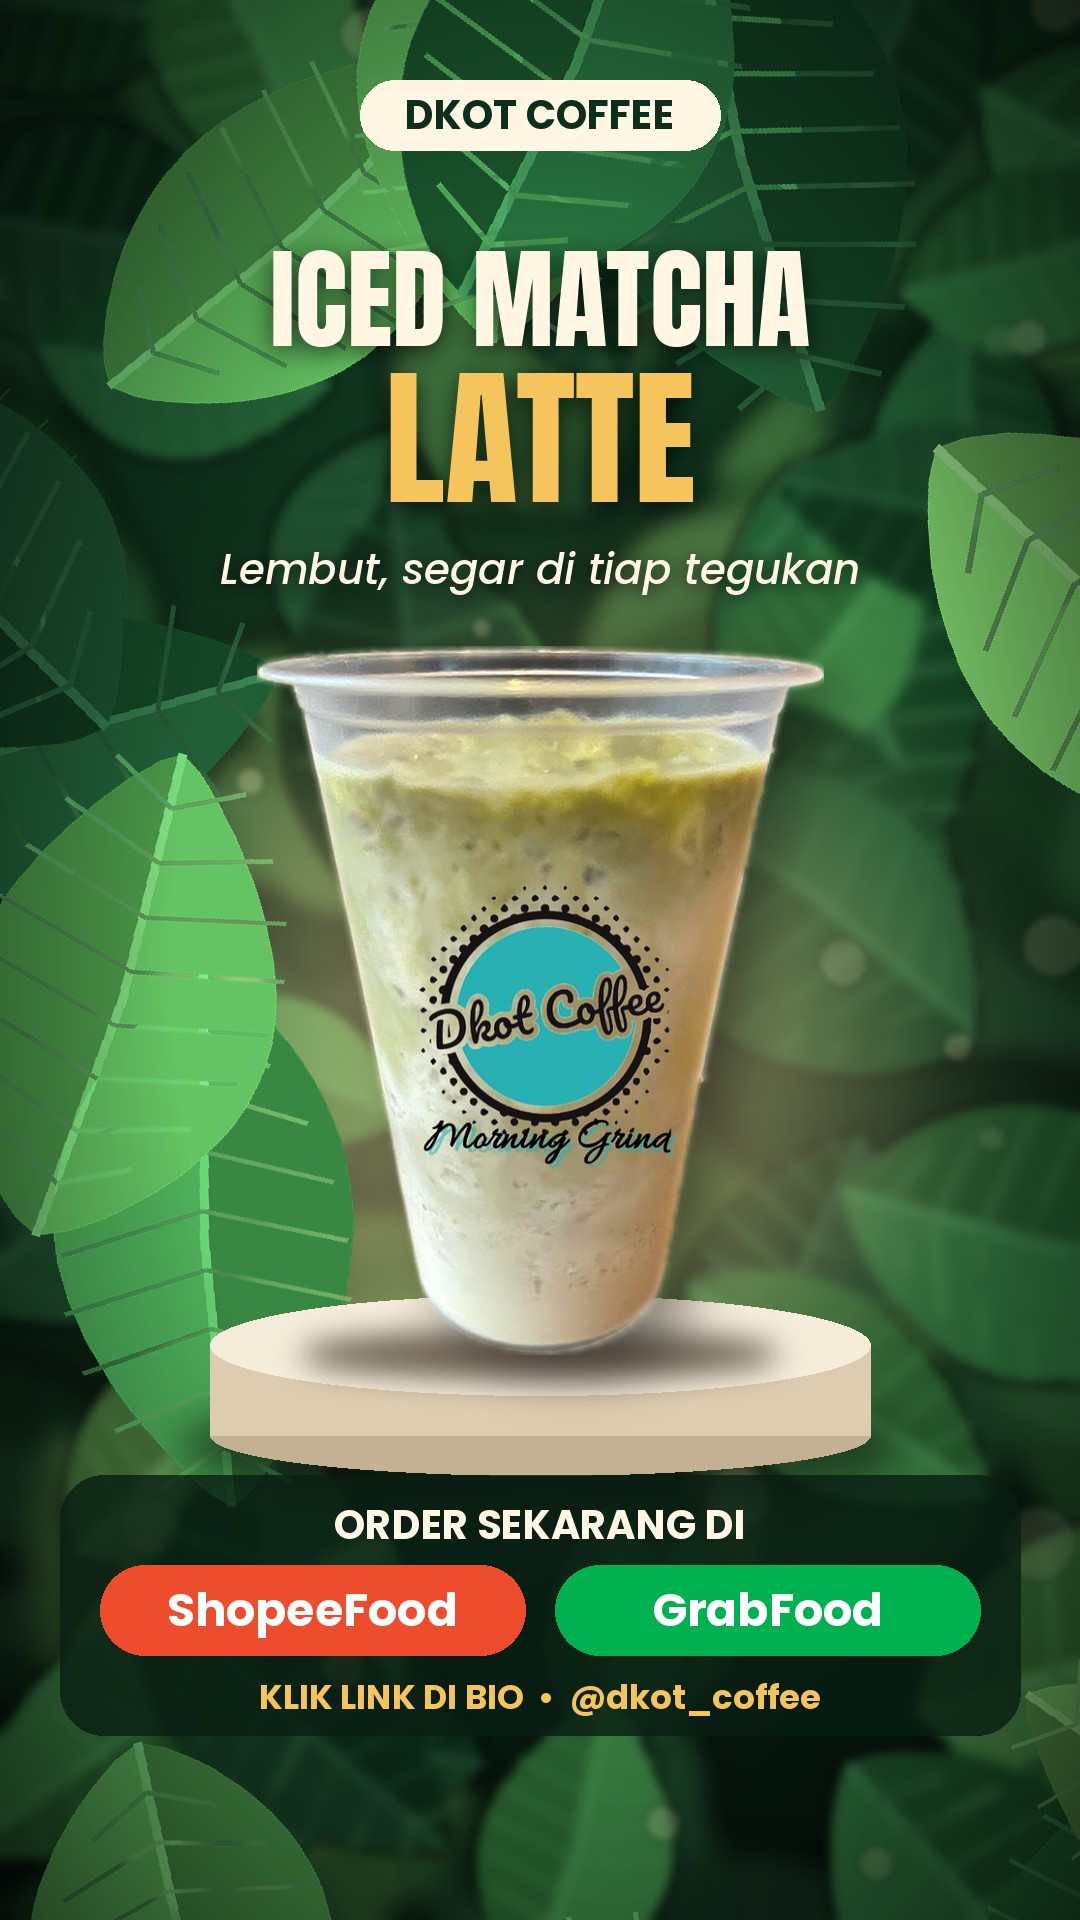 DKOT COFFEE
ICED MATCHA
LATTE
Lembut, segar di tiap tegukan
Dkot Coffee
Morning Grind
ORDER SEKARANG DI
ShopeeFood
GrabFood
KLIK LINK DI BIO • @dkot_coffee